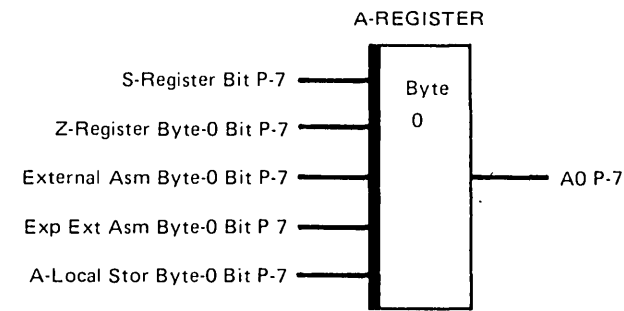 A-REGISTER
S-Register Bit P-7
Byte
0
Z-Register Byte-0 Bit P-7
External Asm Byte-0 Bit P-7
A0 P-7
Exp Ext Asm Byte-0 Bit P 7
A-Local Stor Byte-0 Bit P-7